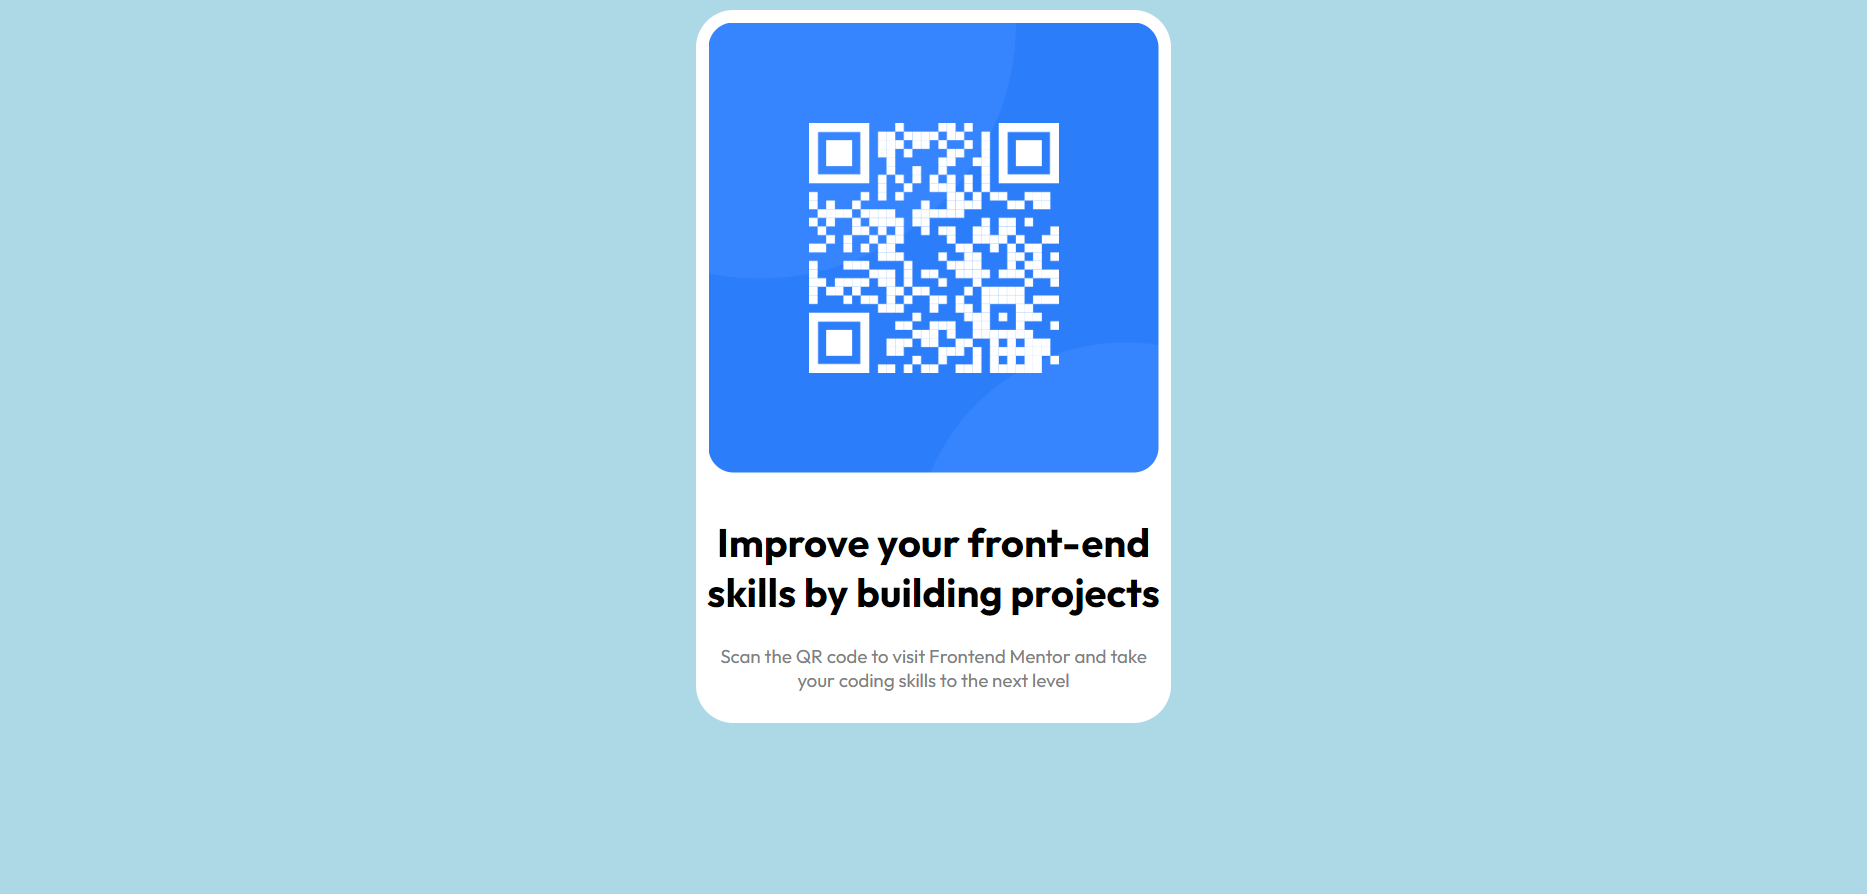 Improve your front-end
skills by building projects
Scan the QR code to visit Frontend Mentor and take
your coding skills to the next level